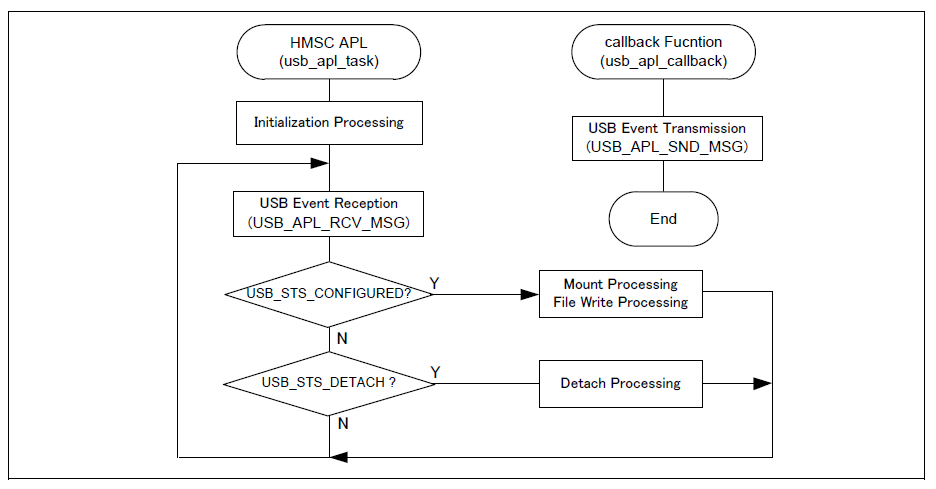 HMSC APL
(usb_apl_task)
callback Fucntion
(usb_apl_callback)
Initialization Processing
USB Event Transmission
(USB_APL_SND_MSG)
USB Event Reception
(USB_APL_RCV_MSG)
End
USB_STS_CONFIGURED?
Y
Mount Processing
File Write Processing
N
USB_STS_DETACH ?
Y
Detach Processing
N